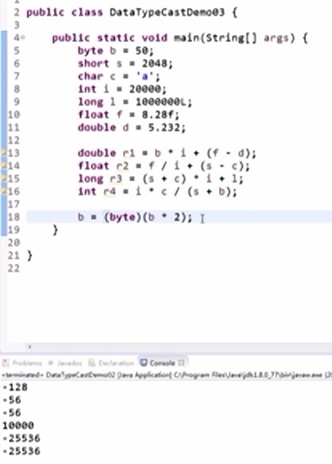 2 public class DataTypeCastDemo03 {
3
4 public static void main(String[] args) {
5 byte b = 50;
6 short s = 2048;
7 char c = 'a';
8 int i = 20000;
9 long l = 1000000L;
10 float f = 8.28f;
11 double d = 5.232;
12
13 double r1 = b * i + (f - d);
14 float r2 = f / i + (s - c);
15 long r3 = (s + c) * i + l;
16 int r4 = i * c / (s + b);
17
18 b = (byte)(b * 2);
19 }
20
21 }
22
Problems @ Javadoc Declaration Console
<terminated> DataTypeCastDemo02 [Java Application] C:\Program Files\Java\jdk1.8.0_77\bin\javaw.exe
-128
-56
-56
10000
-25536
-25536